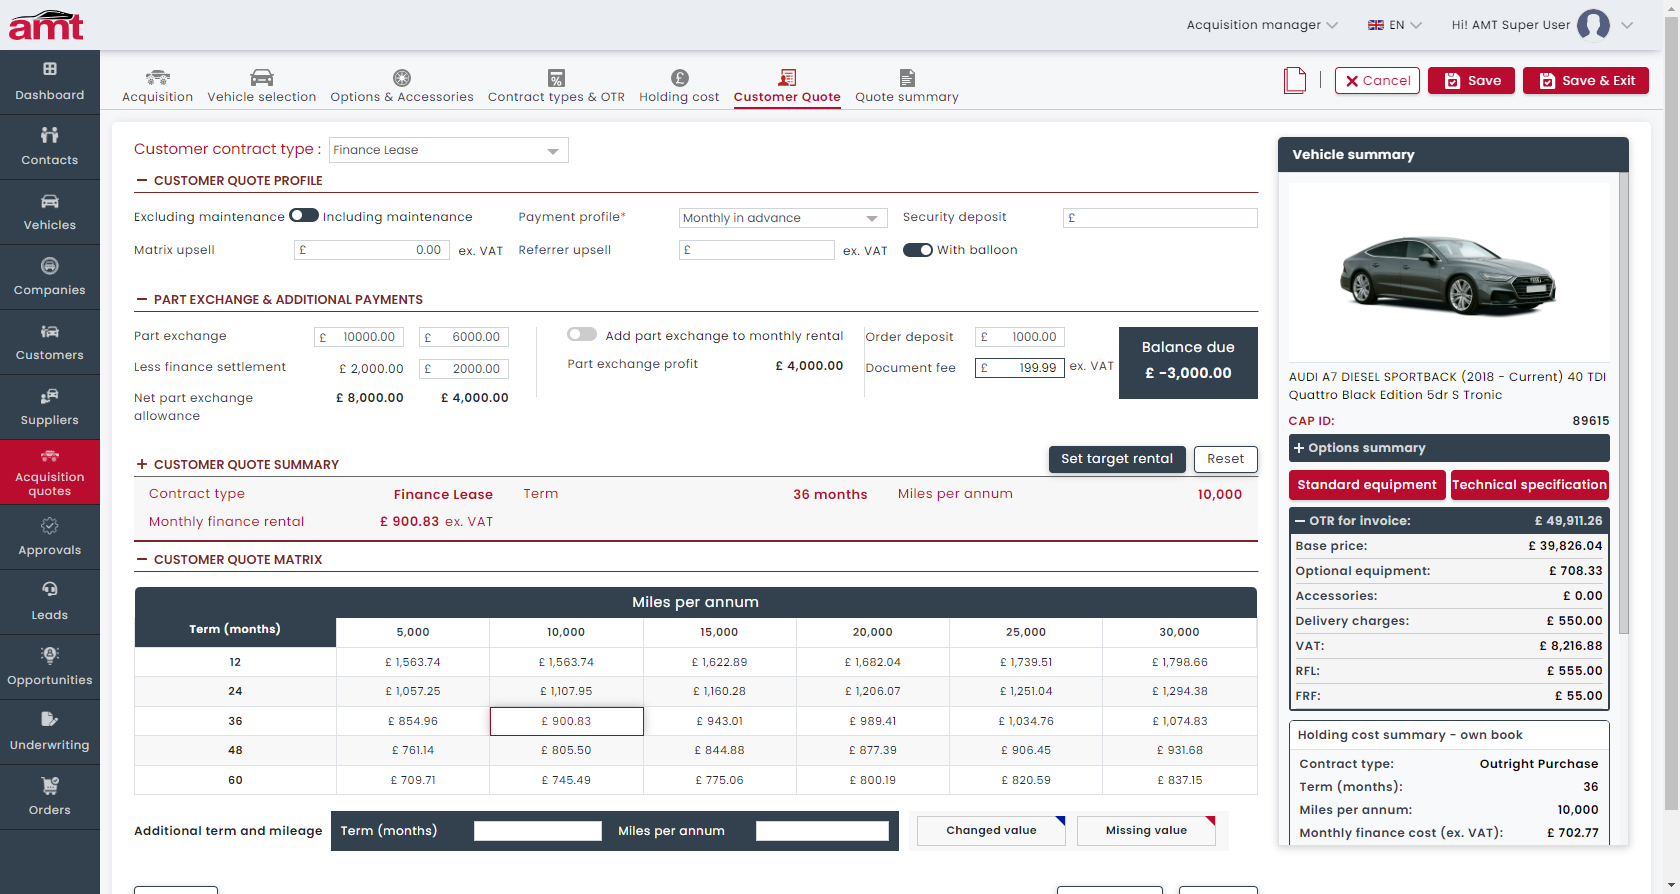 amt
Acquisition manager
EN
Hi! AMT Super User
Dashboard
Contacts
Vehicles
Companies
Customers
Suppliers
Acquisition
quotes
Approvals
Leads
Opportunities
Underwriting
Orders
Acquisition
Vehicle selection
Options & Accessories
Contract types & OTR
Holding cost
Customer Quote
Quote summary
Cancel
Save
Save & Exit
Customer contract type : Finance Lease
CUSTOMER QUOTE PROFILE
Excluding maintenance Including maintenance Payment profile* Monthly in advance Security deposit £
Matrix upsell £ 0.00 ex. VAT Referrer upsell £ ex. VAT With balloon
PART EXCHANGE & ADDITIONAL PAYMENTS
Part exchange £ 10000.00 £ 6000.00 Add part exchange to monthly rental Order deposit £ 1000.00
Less finance settlement £ 2,000.00 £ 2000.00 Part exchange profit £ 4,000.00 Document fee £ 199.99 ex. VAT
Net part exchange £ 8,000.00 £ 4,000.00
allowance
Balance due
£ -3,000.00
CUSTOMER QUOTE SUMMARY
Set target rental
Reset
Contract type Finance Lease Term 36 months Miles per annum 10,000
Monthly finance rental £ 900.83 ex. VAT
CUSTOMER QUOTE MATRIX
Miles per annum
Term (months) 5,000 10,000 15,000 20,000 25,000 30,000
12 £ 1,563.74 £ 1,563.74 £ 1,622.89 £ 1,682.04 £ 1,739.51 £ 1,798.66
24 £ 1,057.25 £ 1,107.95 £ 1,160.28 £ 1,206.07 £ 1,251.04 £ 1,294.38
36 £ 854.96 £ 900.83 £ 943.01 £ 989.41 £ 1,034.76 £ 1,074.83
48 £ 761.14 £ 805.50 £ 844.88 £ 877.39 £ 906.45 £ 931.68
60 £ 709.71 £ 745.49 £ 775.06 £ 800.19 £ 820.59 £ 837.15
Additional term and mileage Term (months) Miles per annum Changed value Missing value
Vehicle summary
AUDI A7 DIESEL SPORTBACK (2018 - Current) 40 TDI
Quattro Black Edition 5dr S Tronic
CAP ID: 89615
Options summary
Standard equipment
Technical specification
OTR for invoice: £ 49,911.26
Base price: £ 39,826.04
Optional equipment: £ 708.33
Accessories: £ 0.00
Delivery charges: £ 550.00
VAT: £ 8,216.88
RFL: £ 555.00
FRF: £ 55.00
Holding cost summary - own book
Contract type: Outright Purchase
Term (months): 36
Miles per annum: 10,000
Monthly finance cost (ex. VAT): £ 702.77